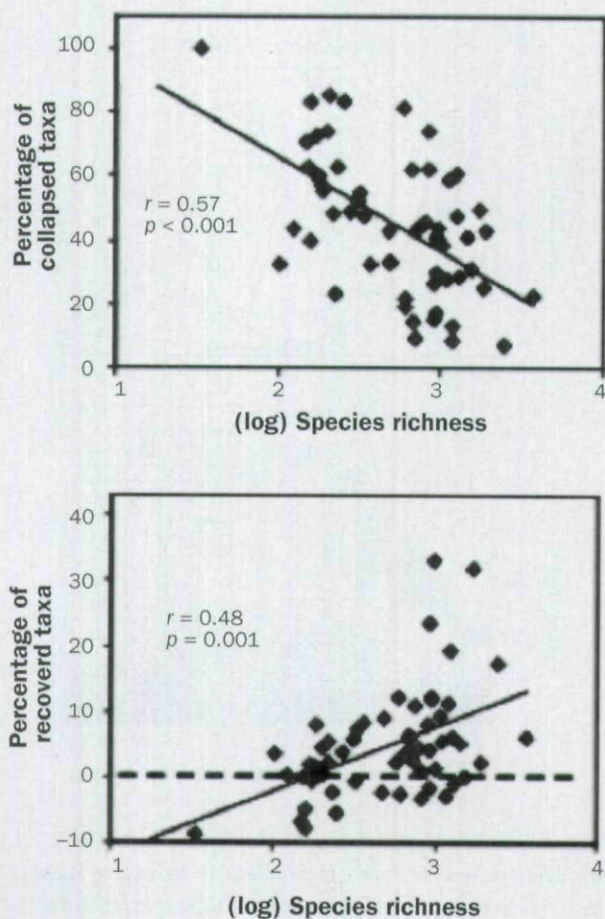 100
80
60
40
20
0
Percentage of
collapsed taxa
r = 0.57
p < 0.001
1
2
3
4
(log) Species richness
40
30
20
10
0
−10
Percentage of
recoverd taxa
r = 0.48
p = 0.001
1
2
3
4
(log) Species richness